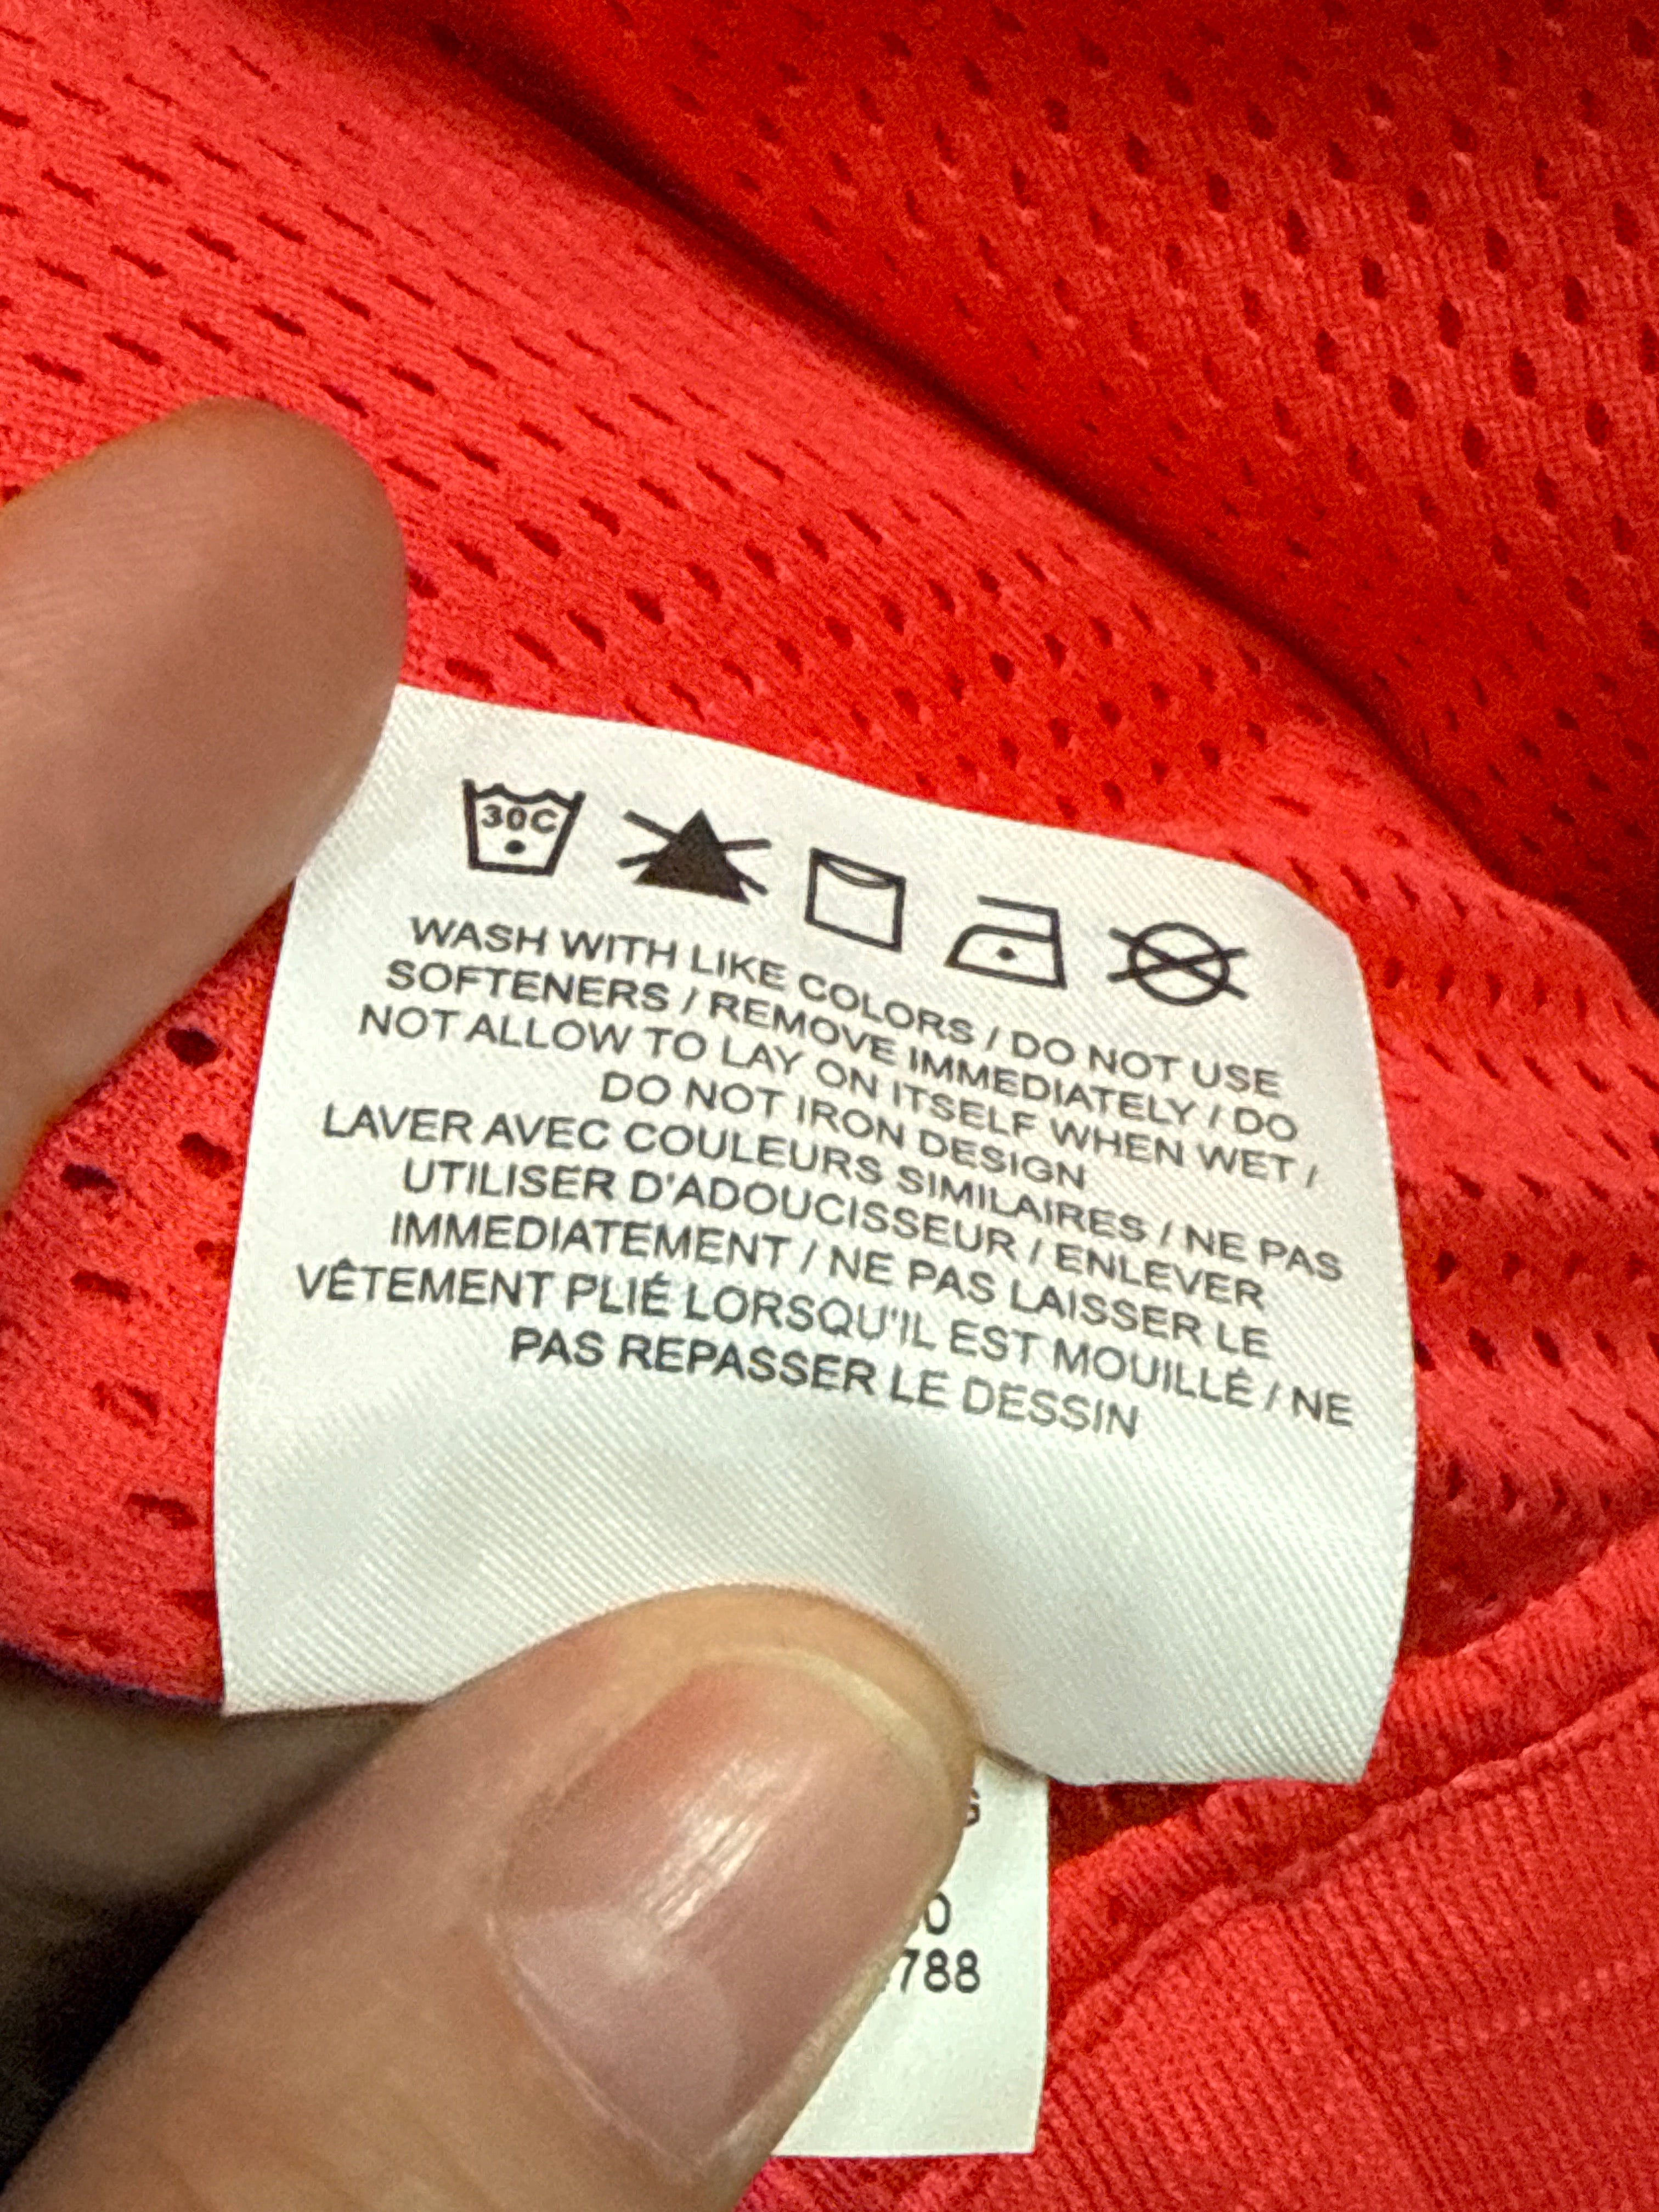 30C
WASH WITH LIKE COLORS / DO NOT USE
SOFTENERS / REMOVE IMMEDIATELY / DO
NOT ALLOW TO LAY ON ITSELF WHEN WET /
DO NOT IRON DESIGN
LAVER AVEC COULEURS SIMILAIRES / NE PAS
UTILISER D'ADOUCISSEUR / ENLEVER
IMMEDIATEMENT / NE PAS LAISSER LE
VÊTEMENT PLIÉ LORSQU'IL EST MOUILLÉ / NE
PAS REPASSER LE DESSIN
788